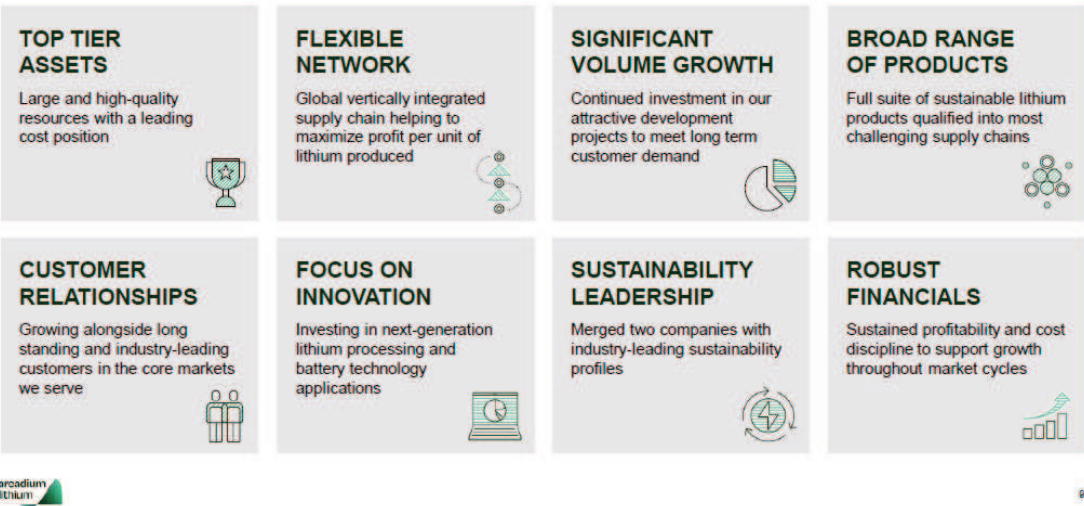 TOP TIER
ASSETS
Large and high-quality
resources with a leading
cost position
FLEXIBLE
NETWORK
Global vertically integrated
supply chain helping to
maximize profit per unit of
lithium produced
SIGNIFICANT
VOLUME GROWTH
Continued investment in our
attractive development
projects to meet long term
customer demand
BROAD RANGE
OF PRODUCTS
Full suite of sustainable lithium
products qualified into most
challenging supply chains
CUSTOMER
RELATIONSHIPS
Growing alongside long
standing and industry-leading
customers in the core markets
we serve
FOCUS ON
INNOVATION
Investing in next-generation
lithium processing and
battery technology
applications
SUSTAINABILITY
LEADERSHIP
Merged two companies with
industry-leading sustainability
profiles
ROBUST
FINANCIALS
Sustained profitability and cost
discipline to support growth
throughout market cycles
arcadium
lithium